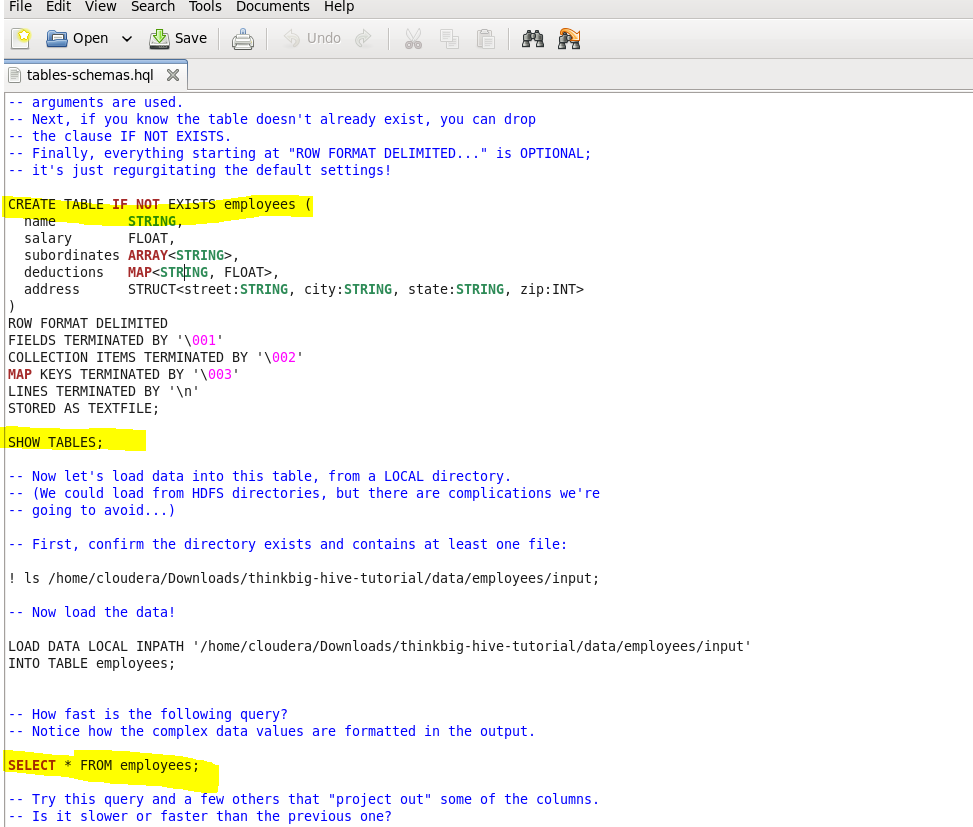 File Edit View Search Tools Documents Help
Open Save Undo
tables-schemas.hql
-- arguments are used.
-- Next, if you know the table doesn't already exist, you can drop
-- the clause IF NOT EXISTS.
-- Finally, everything starting at "ROW FORMAT DELIMITED..." is OPTIONAL;
-- it's just regurgitating the default settings!
CREATE TABLE IF NOT EXISTS employees (
name STRING,
salary FLOAT,
subordinates ARRAY<STRING>,
deductions MAP<STRING, FLOAT>,
address STRUCT<street:STRING, city:STRING, state:STRING, zip:INT>
)
ROW FORMAT DELIMITED
FIELDS TERMINATED BY '\001'
COLLECTION ITEMS TERMINATED BY '\002'
MAP KEYS TERMINATED BY '\003'
LINES TERMINATED BY '\n'
STORED AS TEXTFILE;
SHOW TABLES;
-- Now let's load data into this table, from a LOCAL directory.
-- (We could load from HDFS directories, but there are complications we're
-- going to avoid...)
-- First, confirm the directory exists and contains at least one file:
! ls /home/cloudera/Downloads/thinkbig-hive-tutorial/data/employees/input;
-- Now load the data!
LOAD DATA LOCAL INPATH '/home/cloudera/Downloads/thinkbig-hive-tutorial/data/employees/input'
INTO TABLE employees;
-- How fast is the following query?
-- Notice how the complex data values are formatted in the output.
SELECT * FROM employees;
-- Try this query and a few others that "project out" some of the columns.
-- Is it slower or faster than the previous one?